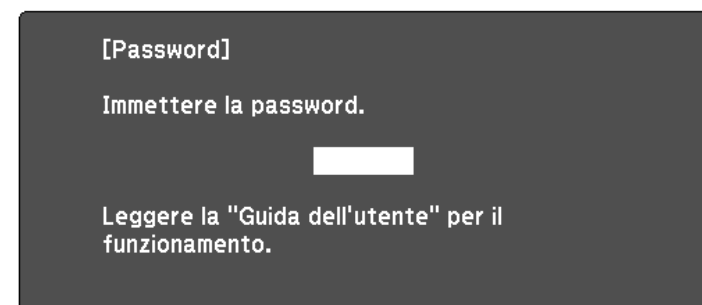 [Password]
Immettere la password.
Leggere la "Guida dell'utente" per il
funzionamento.